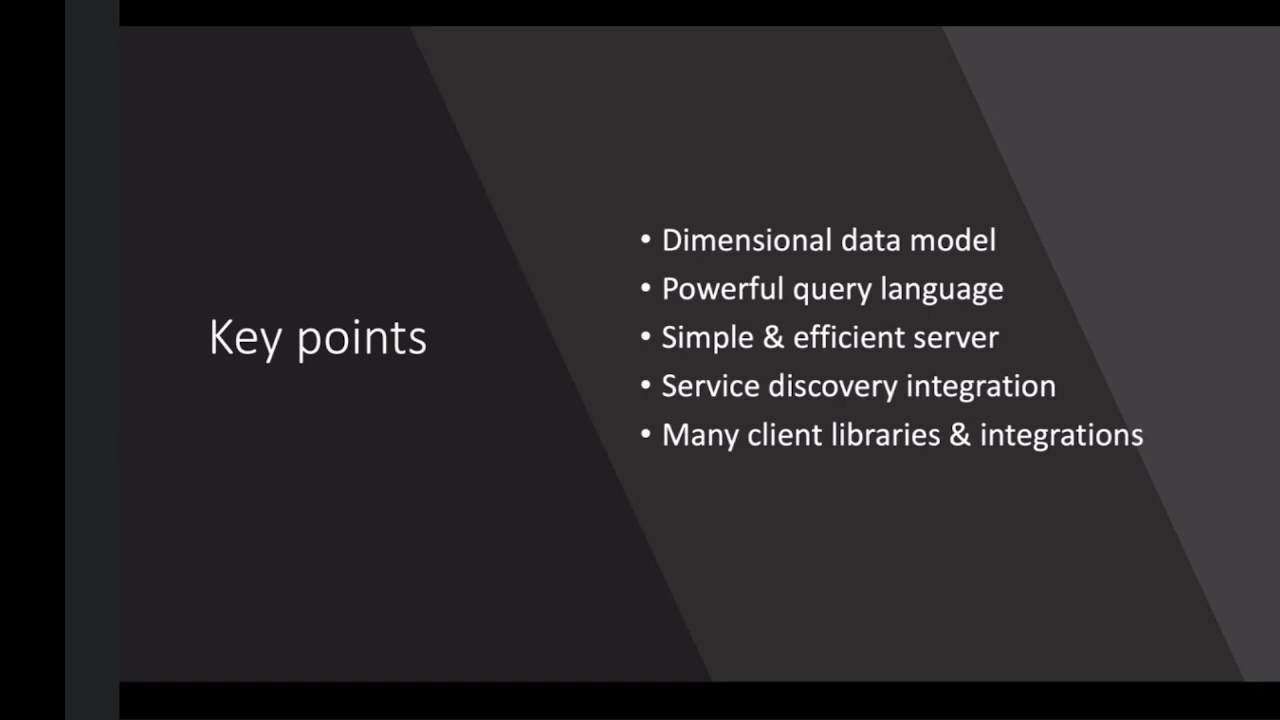 Key points
• Dimensional data model
• Powerful query language
• Simple & efficient server
• Service discovery integration
• Many client libraries & integrations